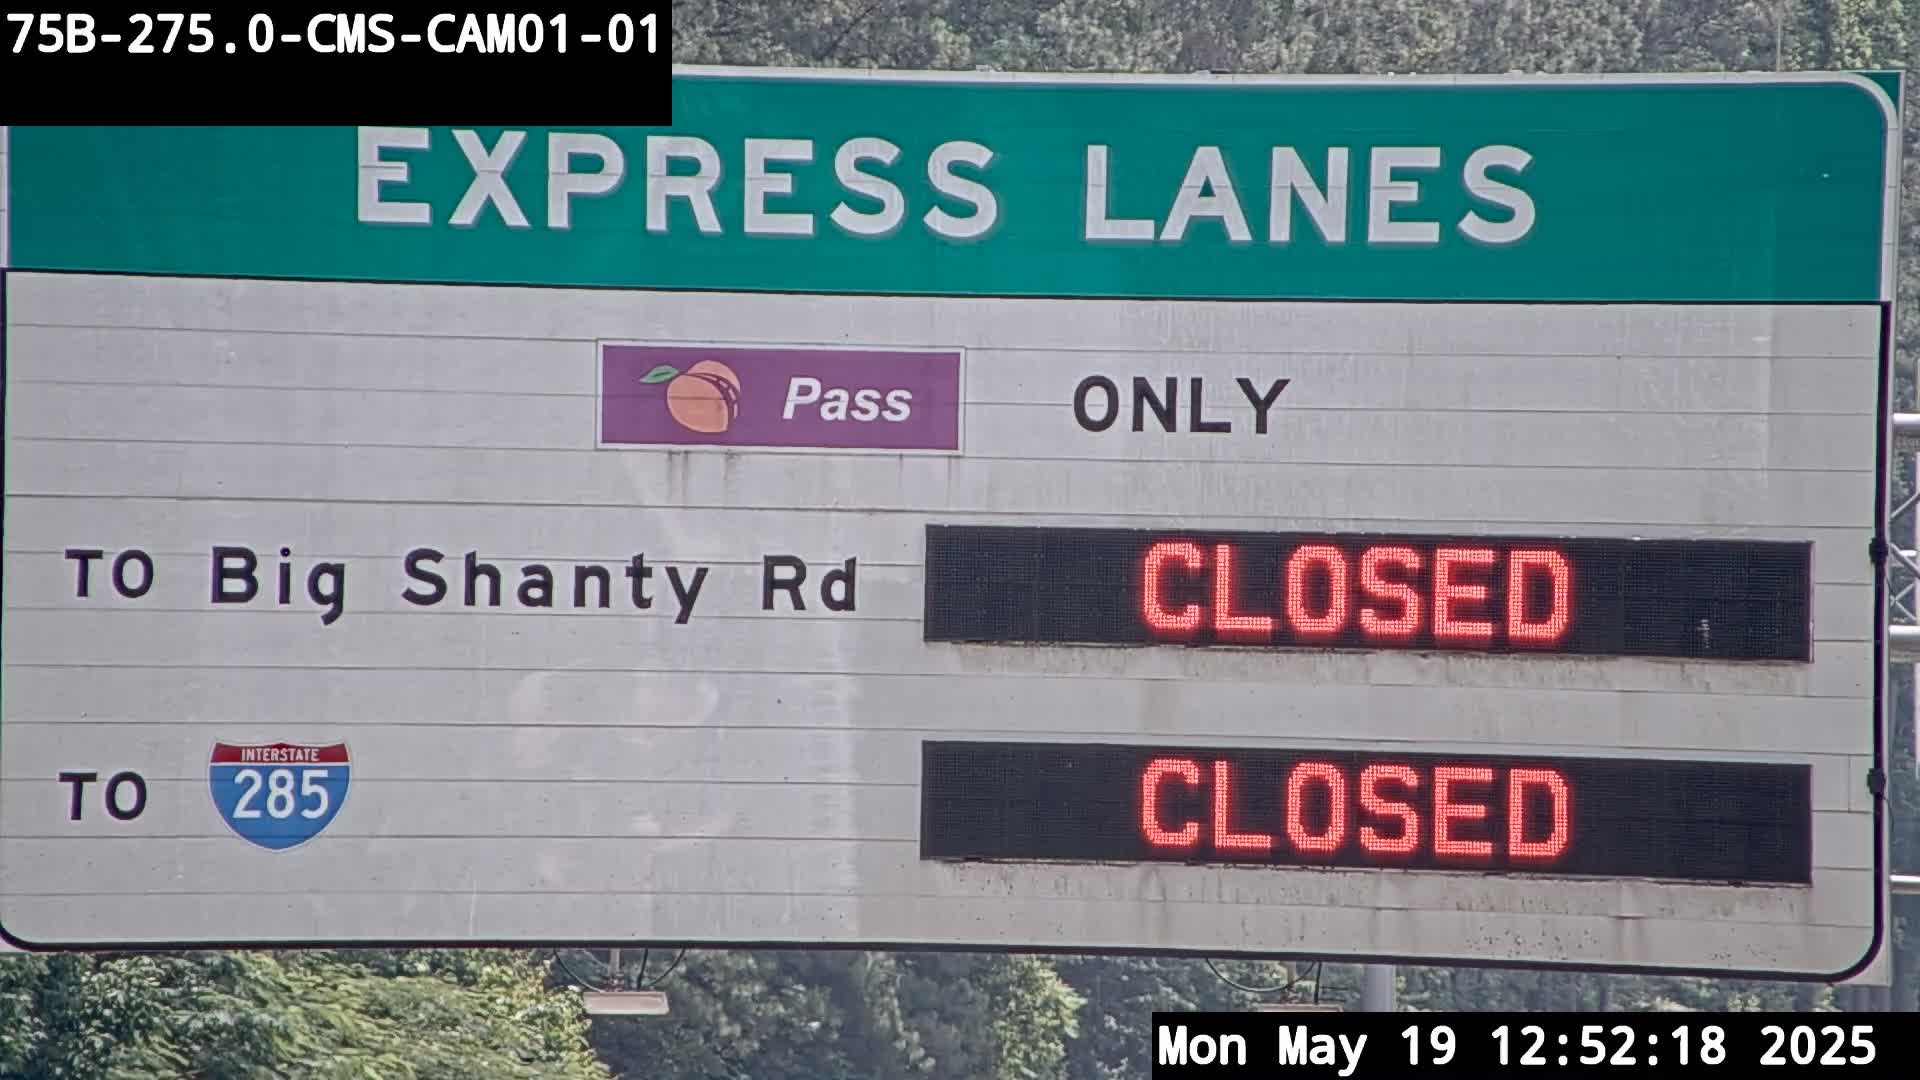 75B-275.0-CMS-CAM01-01
EXPRESS LANES
Pass ONLY
TO Big Shanty Rd CLOSED
INTERSTATE
TO 285 CLOSED
Mon May 19 12:52:18 2025